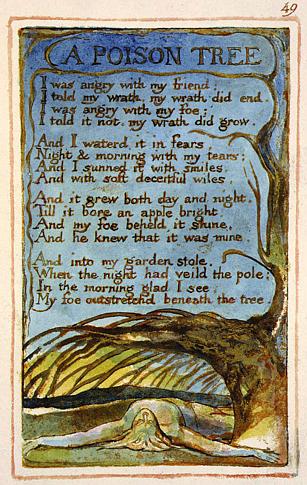 49
A POISON TREE
I was angry with my friend:
I told my wrath, my wrath did end.
I was angry with my foe:
I told it not, my wrath did grow.
And I waterd it in fears,
Night & morning with my tears:
And I sunned it with smiles,
And with soft deceitful wiles.
And it grew both day and night,
Till it bore an apple bright.
And my foe beheld it shine,
And he knew that it was mine.
And into my garden stole,
When the night had veild the pole;
In the morning glad I see
My foe outstretchd beneath the tree